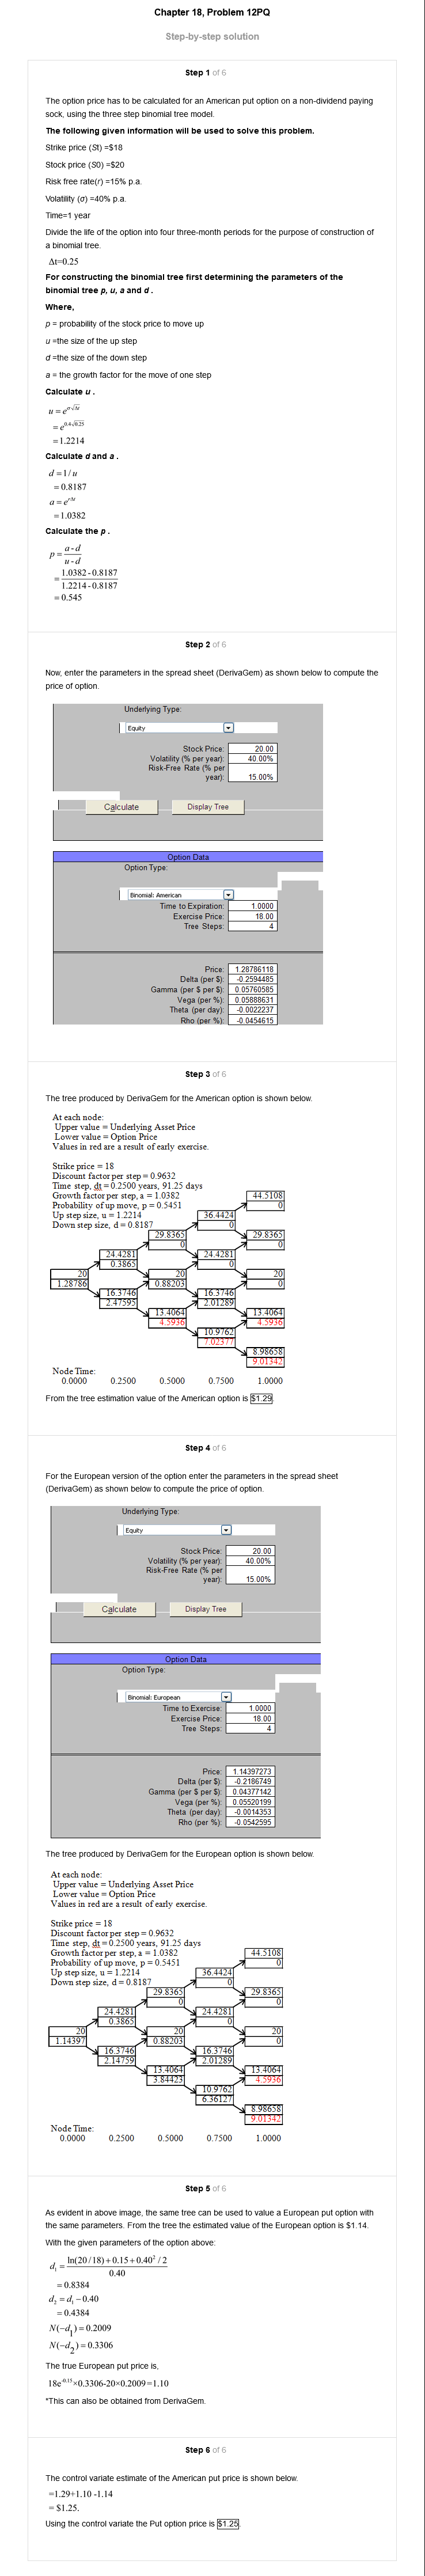 Chapter 18, Problem 12PQ
Step-by-step solution
Step 1 of 6
The option price has to be calculated for an American put option on a non-dividend paying
sock, using the three step binomial tree model.
The following given information will be used to solve this problem.
Strike price (St) =$18
Stock price (S0) =$20
Risk free rate(r) =15% p.a.
Volatility (σ) =40% p.a.
Time=1 year
Divide the life of the option into four three-month periods for the purpose of construction of
a binomial tree.
Δt=0.25
For constructing the binomial tree first determining the parameters of the
binomial tree p, u, a and d .
Where,
p = probability of the stock price to move up
u =the size of the up step
d =the size of the down step
a = the growth factor for the move of one step
Calculate u .
u = e^{σ√Δt}
= e^{0.4√0.25}
= 1.2214
Calculate d and a .
d = 1/ u
= 0.8187
a = e^{rΔt}
= 1.0382
Calculate the p .
p = a - d / u - d
= 1.0382 - 0.8187 / 1.2214 - 0.8187
= 0.545
Step 2 of 6
Now, enter the parameters in the spread sheet (DerivaGem) as shown below to compute the
price of option.
Underlying Type:
Equity
Stock Price: 20.00
Volatility (% per year): 40.00%
Risk-Free Rate (% per
year): 15.00%
Calculate Display Tree
Option Data
Option Type:
Binomial: American
Time to Expiration: 1.0000
Exercise Price: 18.00
Tree Steps: 4
Price: 1.28786118
Delta (per $): -0.2594485
Gamma (per $ per $): 0.05760585
Vega (per %): 0.05888631
Theta (per day): -0.0022237
Rho (per %): -0.0454615
Step 3 of 6
The tree produced by DerivaGem for the American option is shown below.
At each node:
Upper value = Underlying Asset Price
Lower value = Option Price
Values in red are a result of early exercise.
Strike price = 18
Discount factor per step = 0.9632
Time step, dt = 0.2500 years, 91.25 days
Growth factor per step, a = 1.0382 44.5108
Probability of up move, p = 0.5451 0
Up step size, u = 1.2214 36.4424
Down step size, d = 0.8187 0
29.8365 29.8365
0 0
24.4281 24.4281
0.3865 0
20 20 20
1.28786 0.88203 0
16.3746 16.3746
2.47595 2.01289
13.4064 13.4064
4.5936 4.5936
10.9762
7.02377
8.98658
9.01342
Node Time:
0.0000 0.2500 0.5000 0.7500 1.0000
From the tree estimation value of the American option is $1.29.
Step 4 of 6
For the European version of the option enter the parameters in the spread sheet
(DerivaGem) as shown below to compute the price of option.
Underlying Type:
Equity
Stock Price: 20.00
Volatility (% per year): 40.00%
Risk-Free Rate (% per
year): 15.00%
Calculate Display Tree
Option Data
Option Type:
Binomial: European
Time to Exercise: 1.0000
Exercise Price: 18.00
Tree Steps: 4
Price: 1.14397273
Delta (per $): -0.2186749
Gamma (per $ per $): 0.04377142
Vega (per %): 0.05520199
Theta (per day): -0.0014353
Rho (per %): -0.0542595
The tree produced by DerivaGem for the European option is shown below.
At each node:
Upper value = Underlying Asset Price
Lower value = Option Price
Values in red are a result of early exercise.
Strike price = 18
Discount factor per step = 0.9632
Time step, dt = 0.2500 years, 91.25 days
Growth factor per step, a = 1.0382 44.5108
Probability of up move, p = 0.5451 0
Up step size, u = 1.2214 36.4424
Down step size, d = 0.8187 0
29.8365 29.8365
0 0
24.4281 24.4281
0.3865 0
20 20 20
1.14397 0.88203 0
16.3746 16.3746
2.14759 2.01289
13.4064 13.4064
3.84423 4.5936
10.9762
6.36127
8.98658
9.01342
Node Time:
0.0000 0.2500 0.5000 0.7500 1.0000
Step 5 of 6
As evident in above image, the same tree can be used to value a European put option with
the same parameters. From the tree the estimated value of the European option is $1.14.
With the given parameters of the option above:
d₁ = ln(20 / 18) + 0.15 + 0.40² / 2 / 0.40
= 0.8384
d₂ = d₁ - 0.40
= 0.4384
N(-d₁) = 0.2009
N(-d₂) = 0.3306
The true European put price is,
18e^{-0.15}×0.3306-20×0.2009=1.10
*This can also be obtained from DerivaGem.
Step 6 of 6
The control variate estimate of the American put price is shown below.
=1.29+1.10 -1.14
= $1.25.
Using the control variate the Put option price is $1.25.